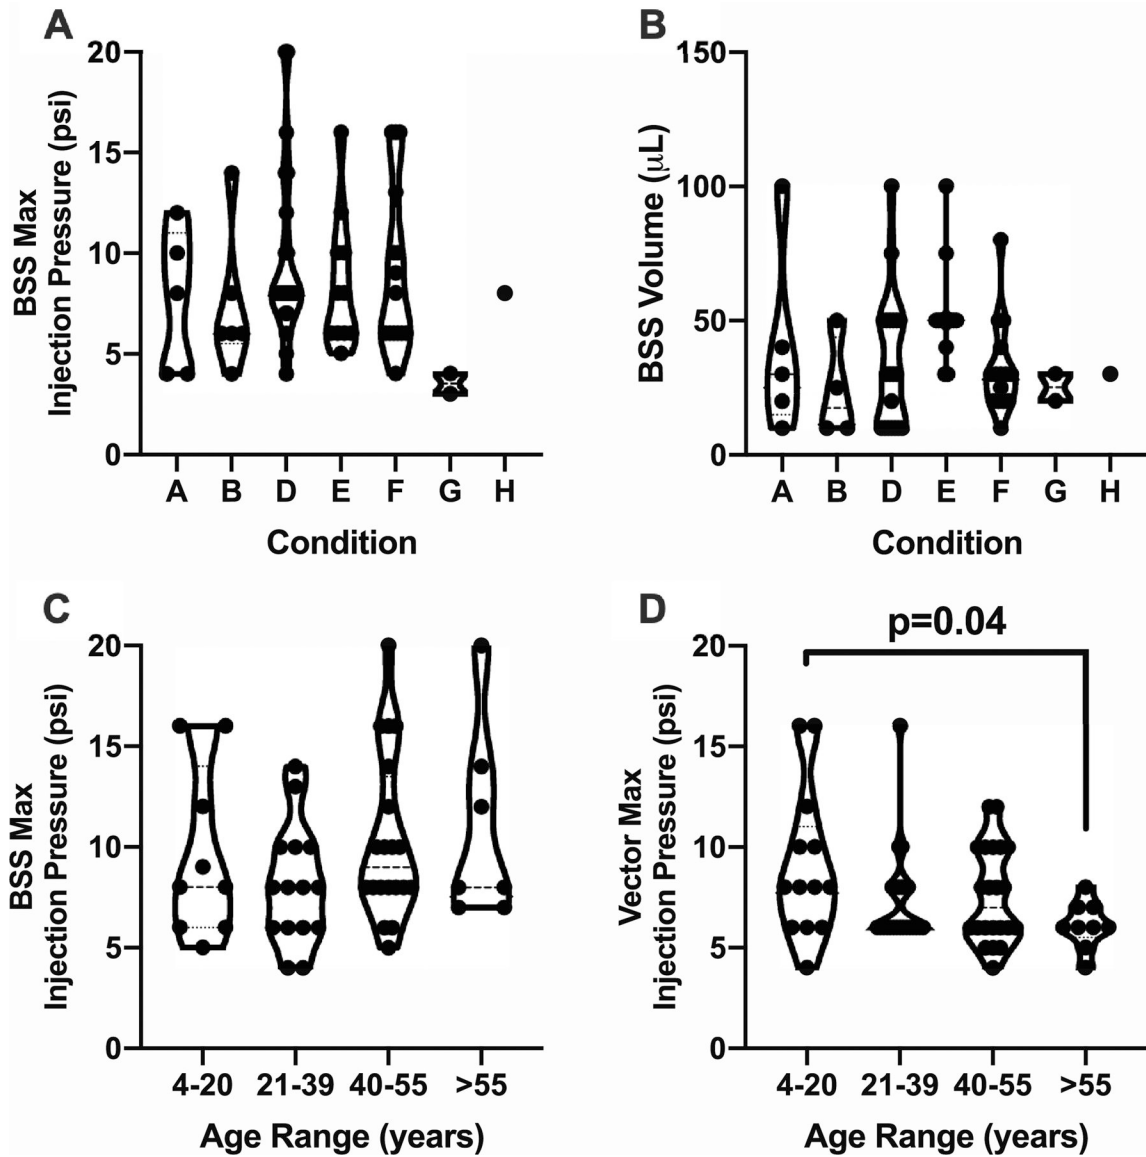 A
BSS Max
Injection Pressure (psi)
20
15
10
5
0
A B D E F G H
Condition
B
BSS Volume (μL)
150
100
50
0
A B D E F G H
Condition
C
BSS Max
Injection Pressure (psi)
20
15
10
5
0
4-20 21-39 40-55 >55
Age Range (years)
D
p=0.04
Vector Max
Injection Pressure (psi)
20
15
10
5
0
4-20 21-39 40-55 >55
Age Range (years)